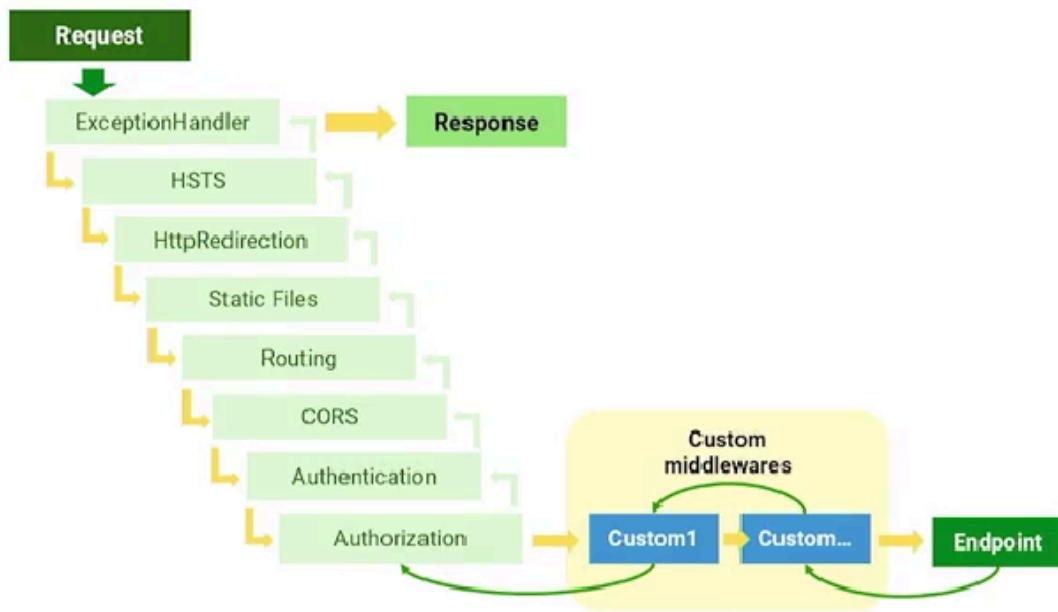 Request
ExceptionHandler
Response
HSTS
HttpRedirection
Static Files
Routing
CORS
Custom
middlewares
Authentication
Authorization
Custom1
Custom...
Endpoint